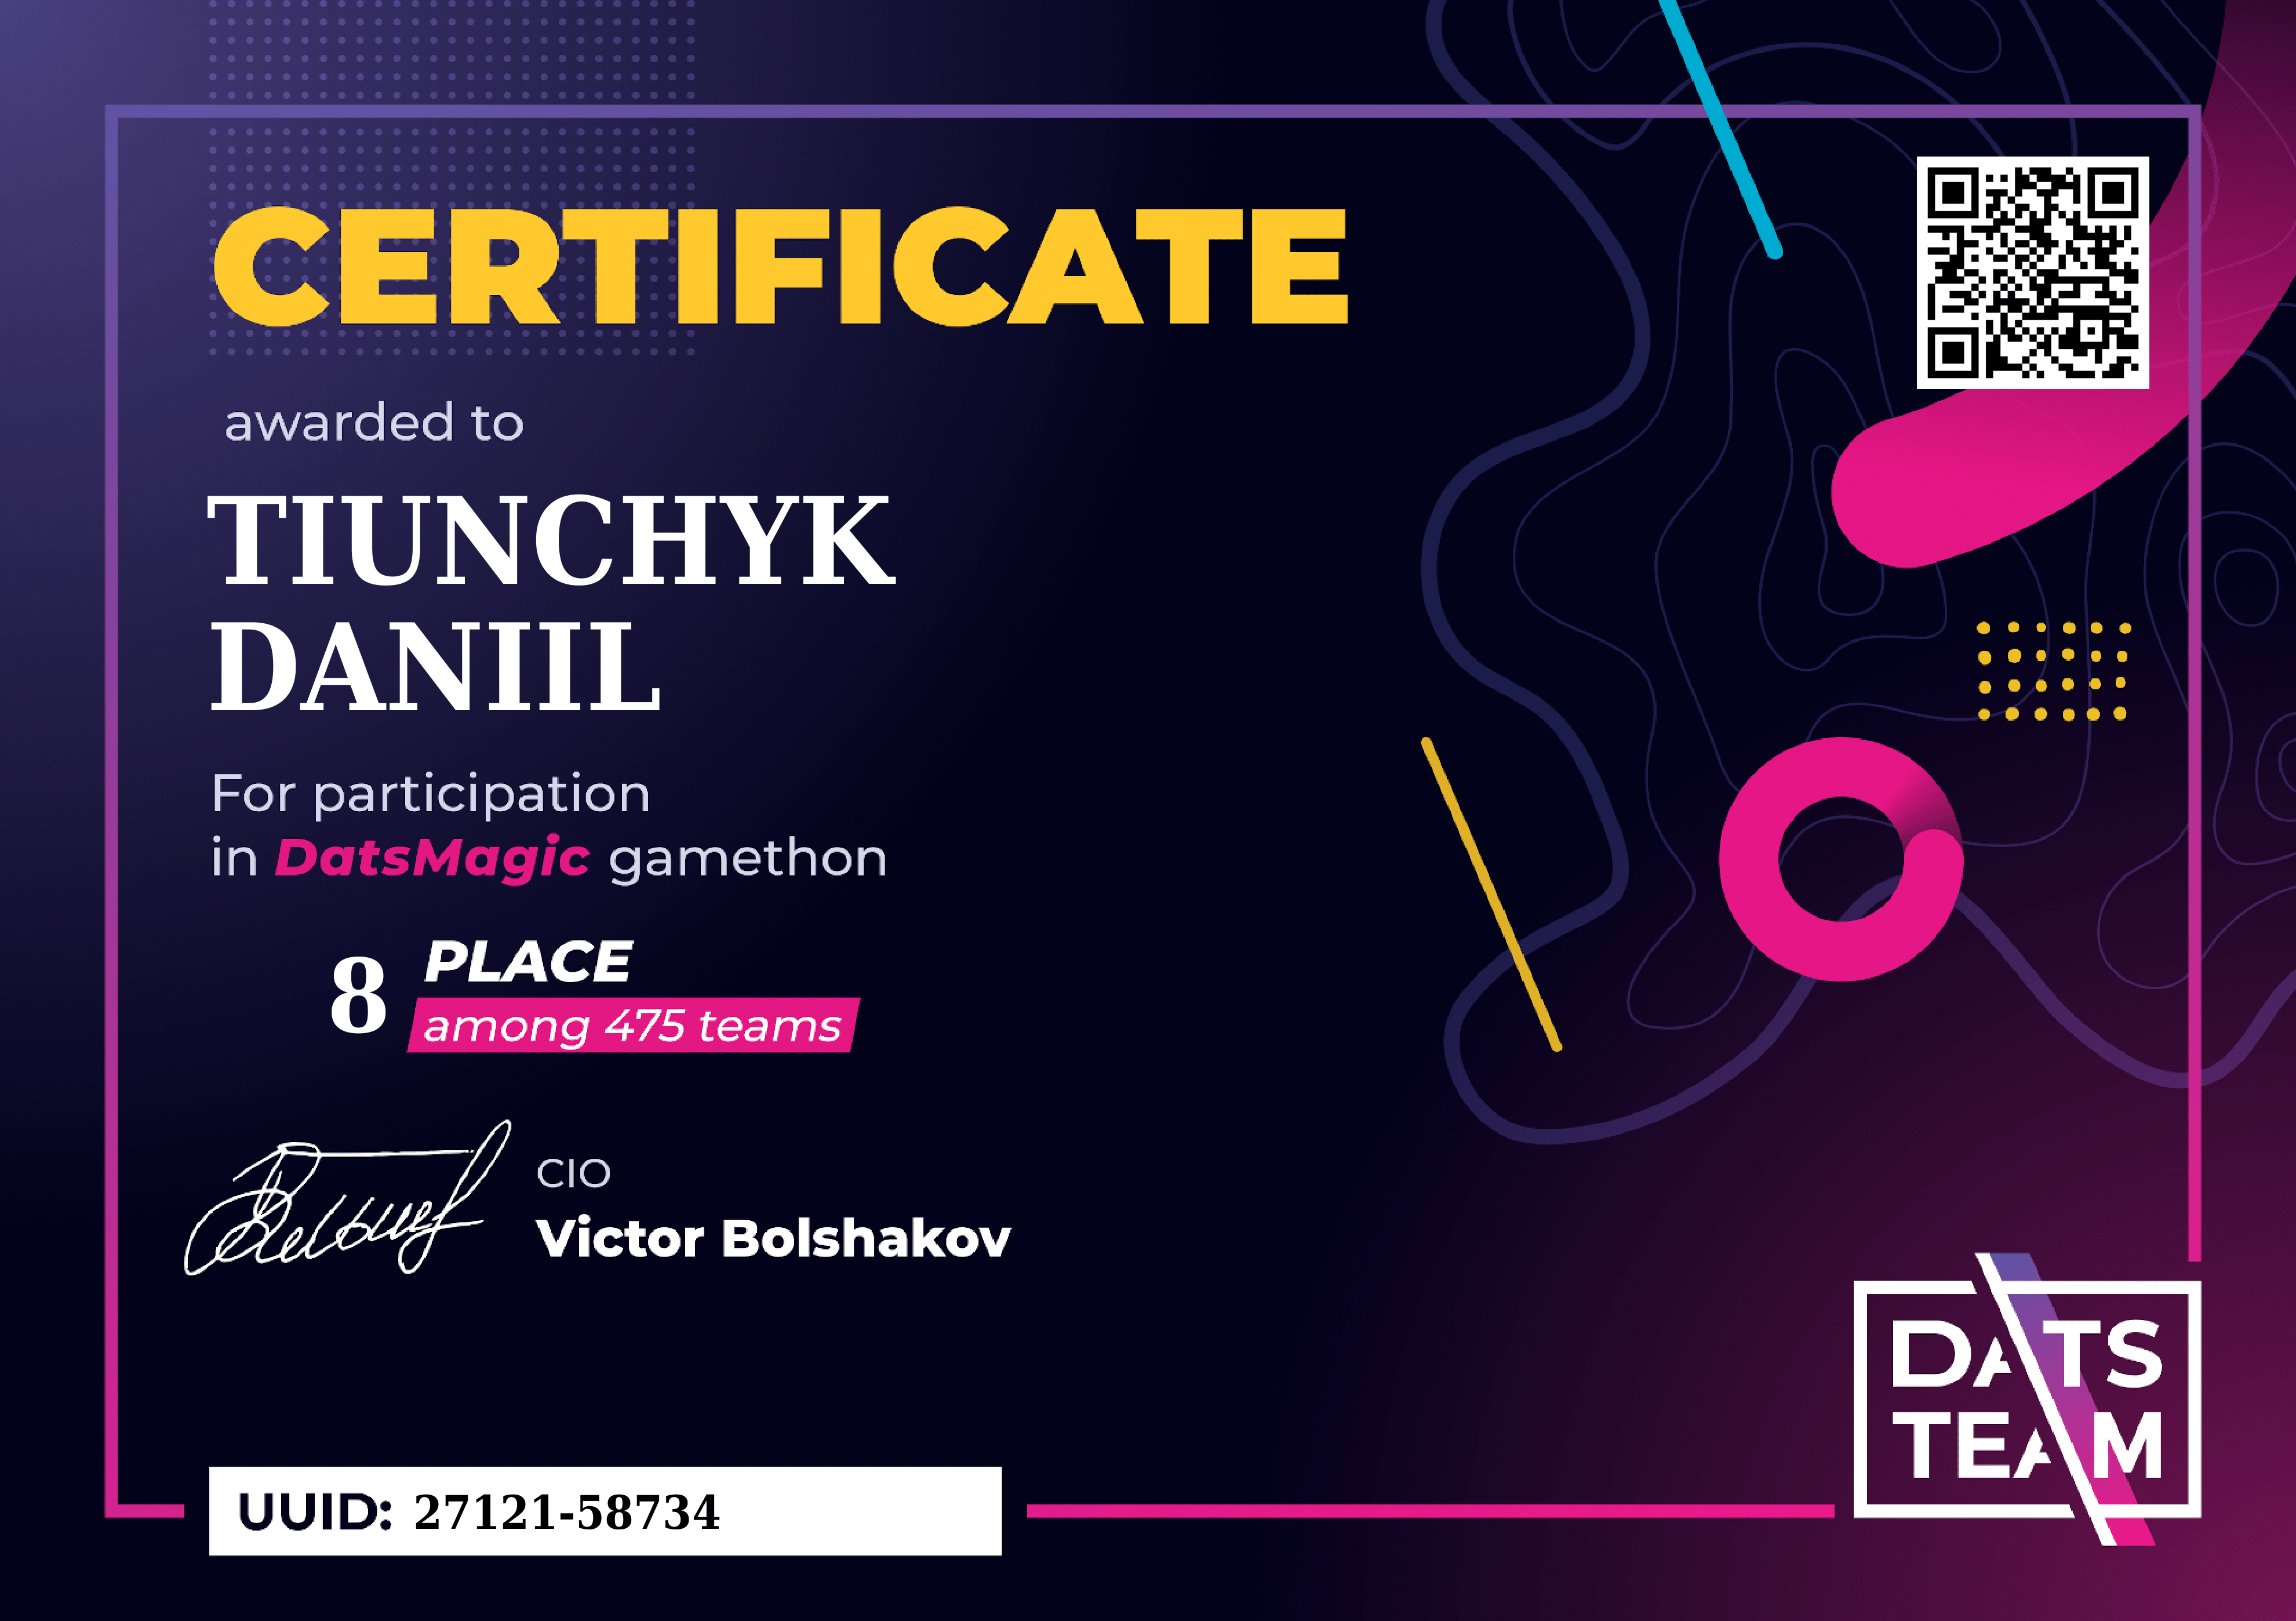 CERTIFICATE
awarded to
TIUNCHYK
DANIIL
For participation
in DatsMagic gamethon
8 PLACE
among 475 teams
CIO
Victor Bolshakov
DATS
TEAM
UUID: 27121-58734